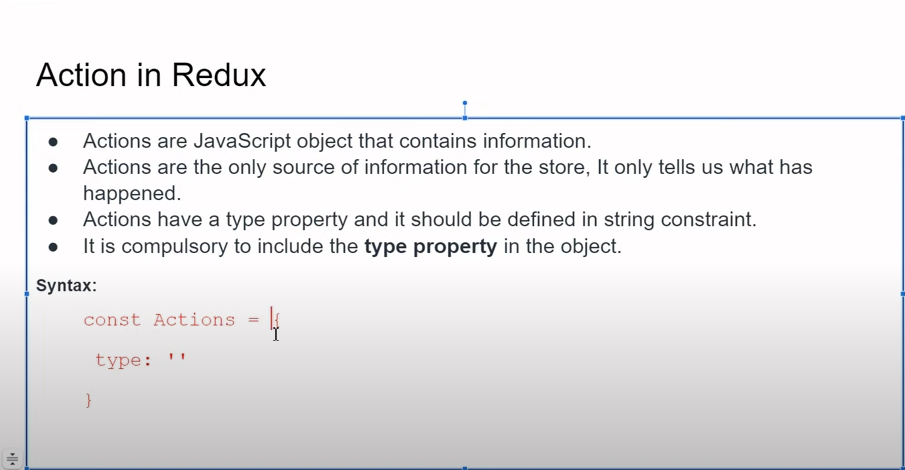 Action in Redux
● Actions are JavaScript object that contains information.
● Actions are the only source of information for the store, It only tells us what has
happened.
● Actions have a type property and it should be defined in string constraint.
● It is compulsory to include the type property in the object.
Syntax:
const Actions = {
type: ''
}